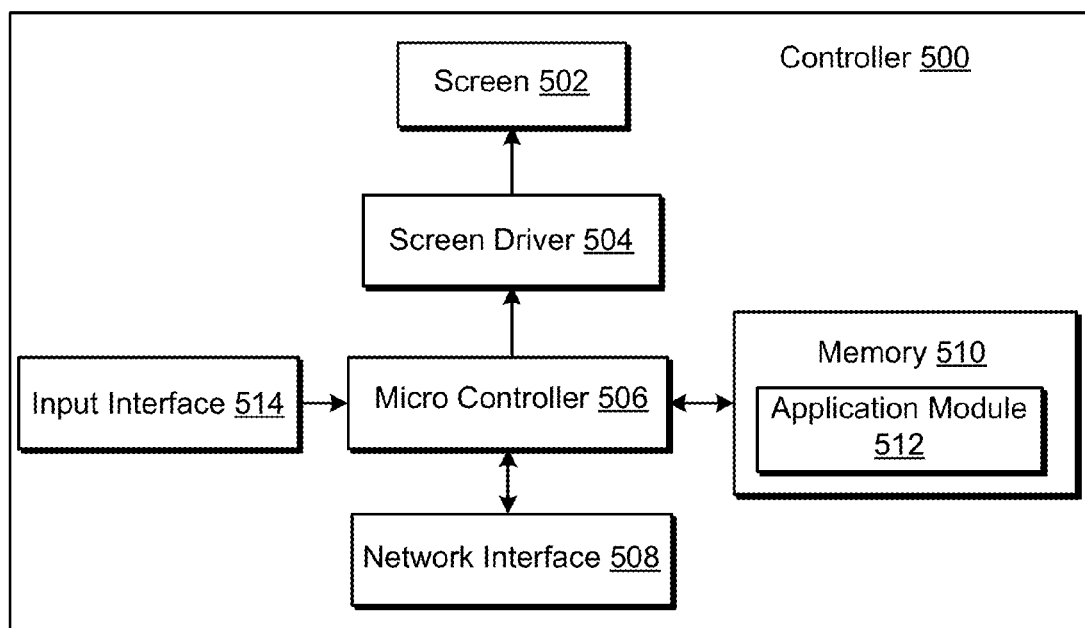 Controller 500
Screen 502
Screen Driver 504
Memory 510
Input Interface 514
Micro Controller 506
Application Module
512
Network Interface 508